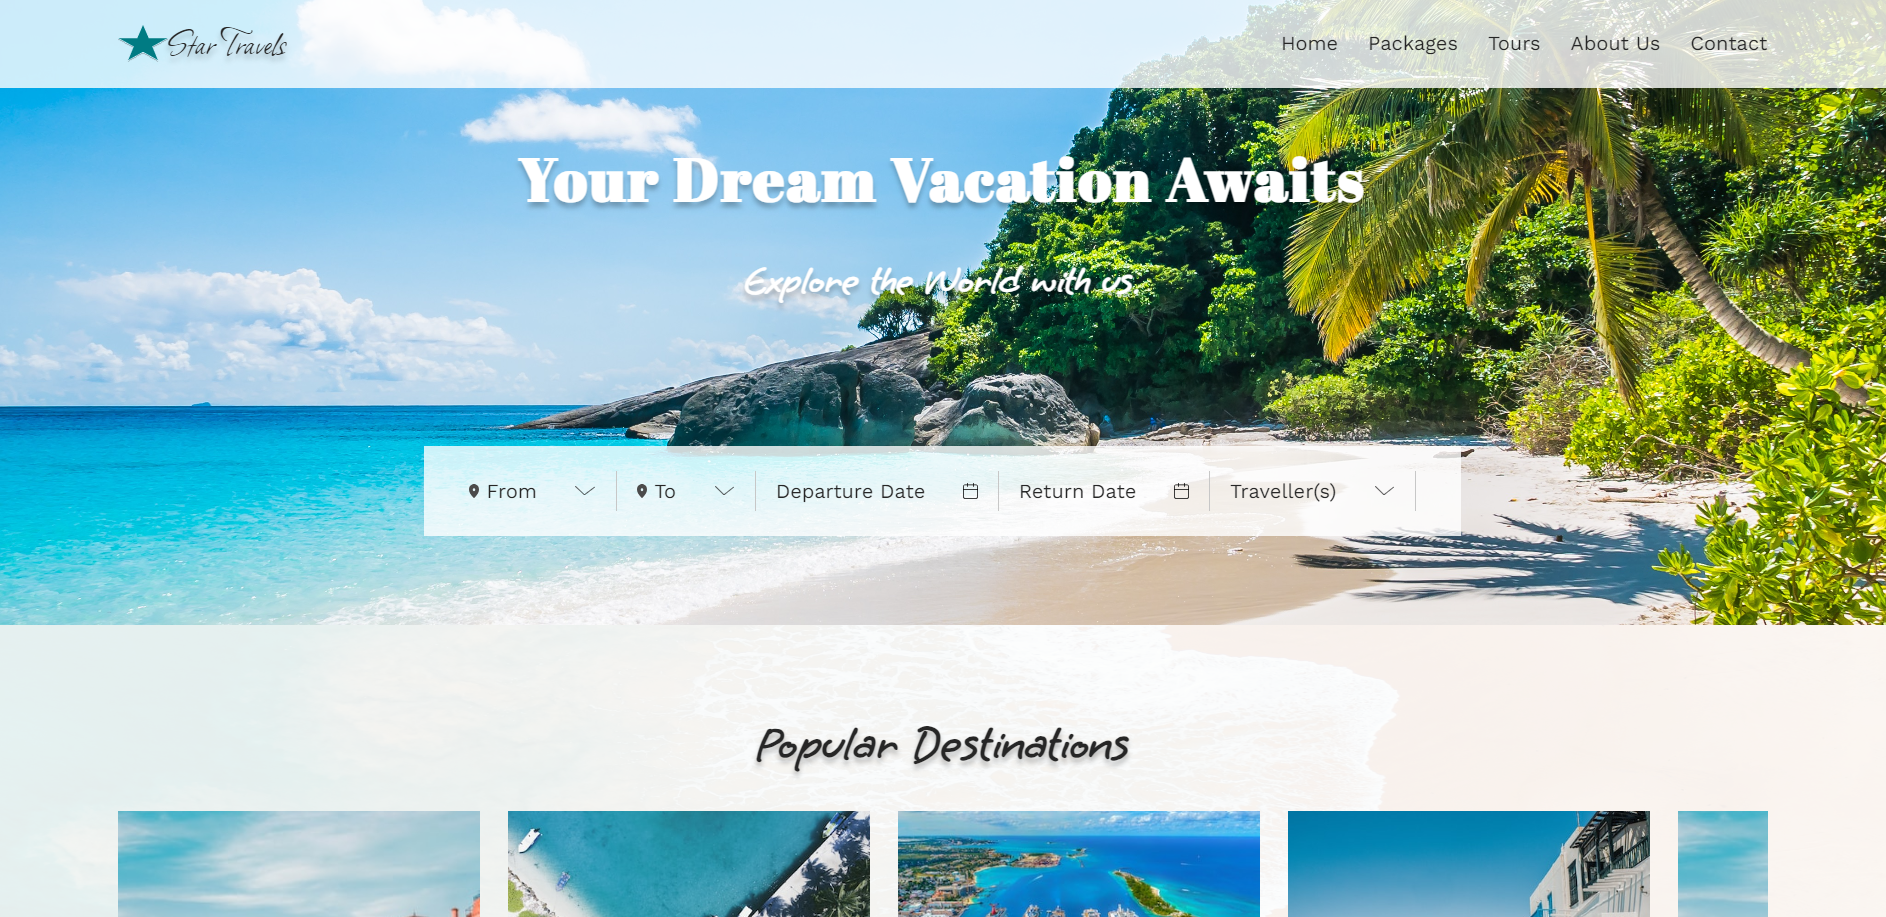 Star Travels
Home Packages Tours About Us Contact
Your Dream Vacation Awaits
Explore the World with us.
From To Departure Date Return Date Traveller(s)
Popular Destinations